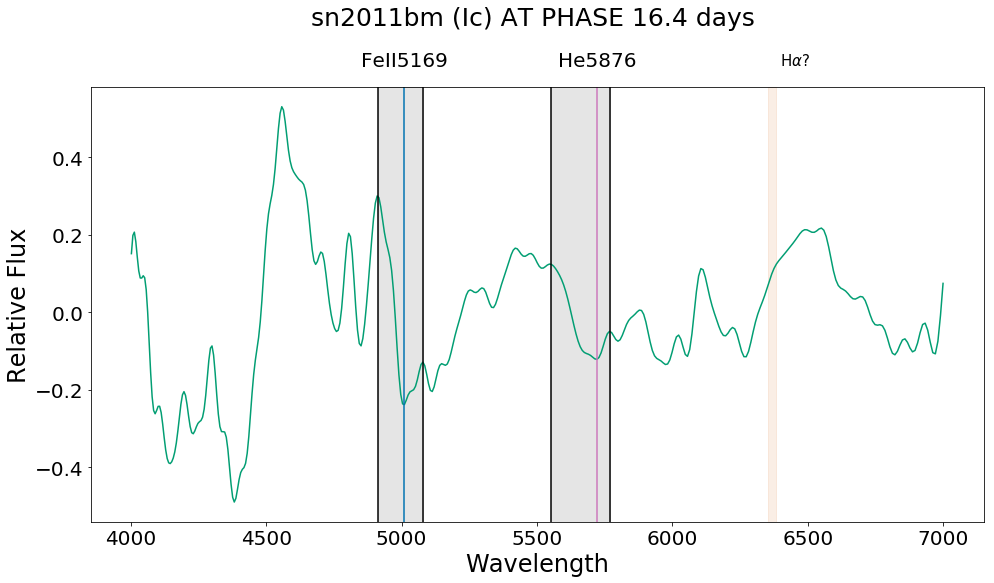 sn2011bm (Ic) AT PHASE 16.4 days
FeII5169 He5876 Hα?
Relative Flux
0.4
0.2
0.0
−0.2
−0.4
4000 4500 5000 5500 6000 6500 7000
Wavelength